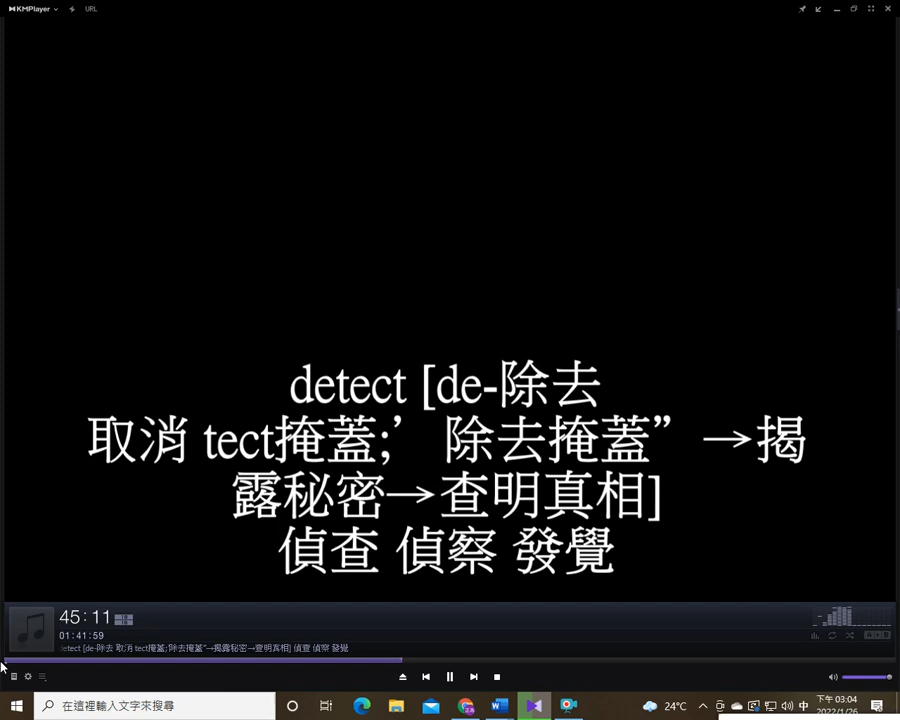 KMPlayer
URL
detect [de-除去
取消 tect掩蓋;’除去掩蓋”→揭
露秘密→查明真相]
偵查 偵察 發覺
45:11
01:41:59
etect [de-除去 取消 tect掩蓋;’除去掩蓋”→揭露秘密→查明真相] 偵查 偵察 發覺
在這裡輸入文字來搜尋
24°C
中
下午 03:04
2022/1/26